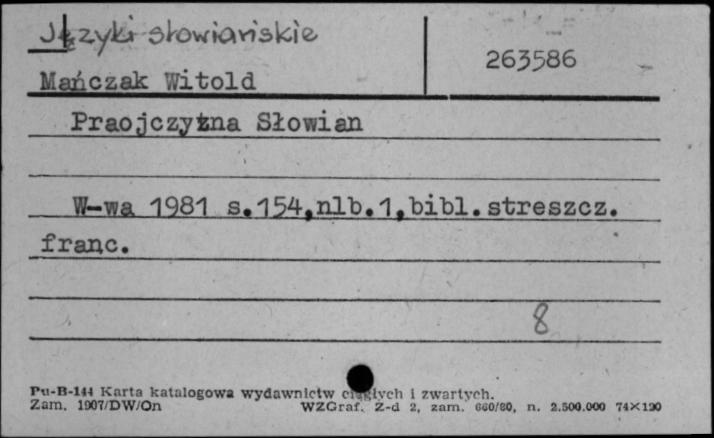 Języki słowiańskie
263586
Mańczak Witold
Praojczyzna Słowian
W-wa 1981 s.154,nlb.1,bibl.streszcz.
franc.
8
Pu-B-144 Karta katalogowa wydawnictw ciągłych i zwartych.
Zam. 1907/DW/On WZGraf. Z-d 2, zam. 660/80, n. 2.500.000 74×120